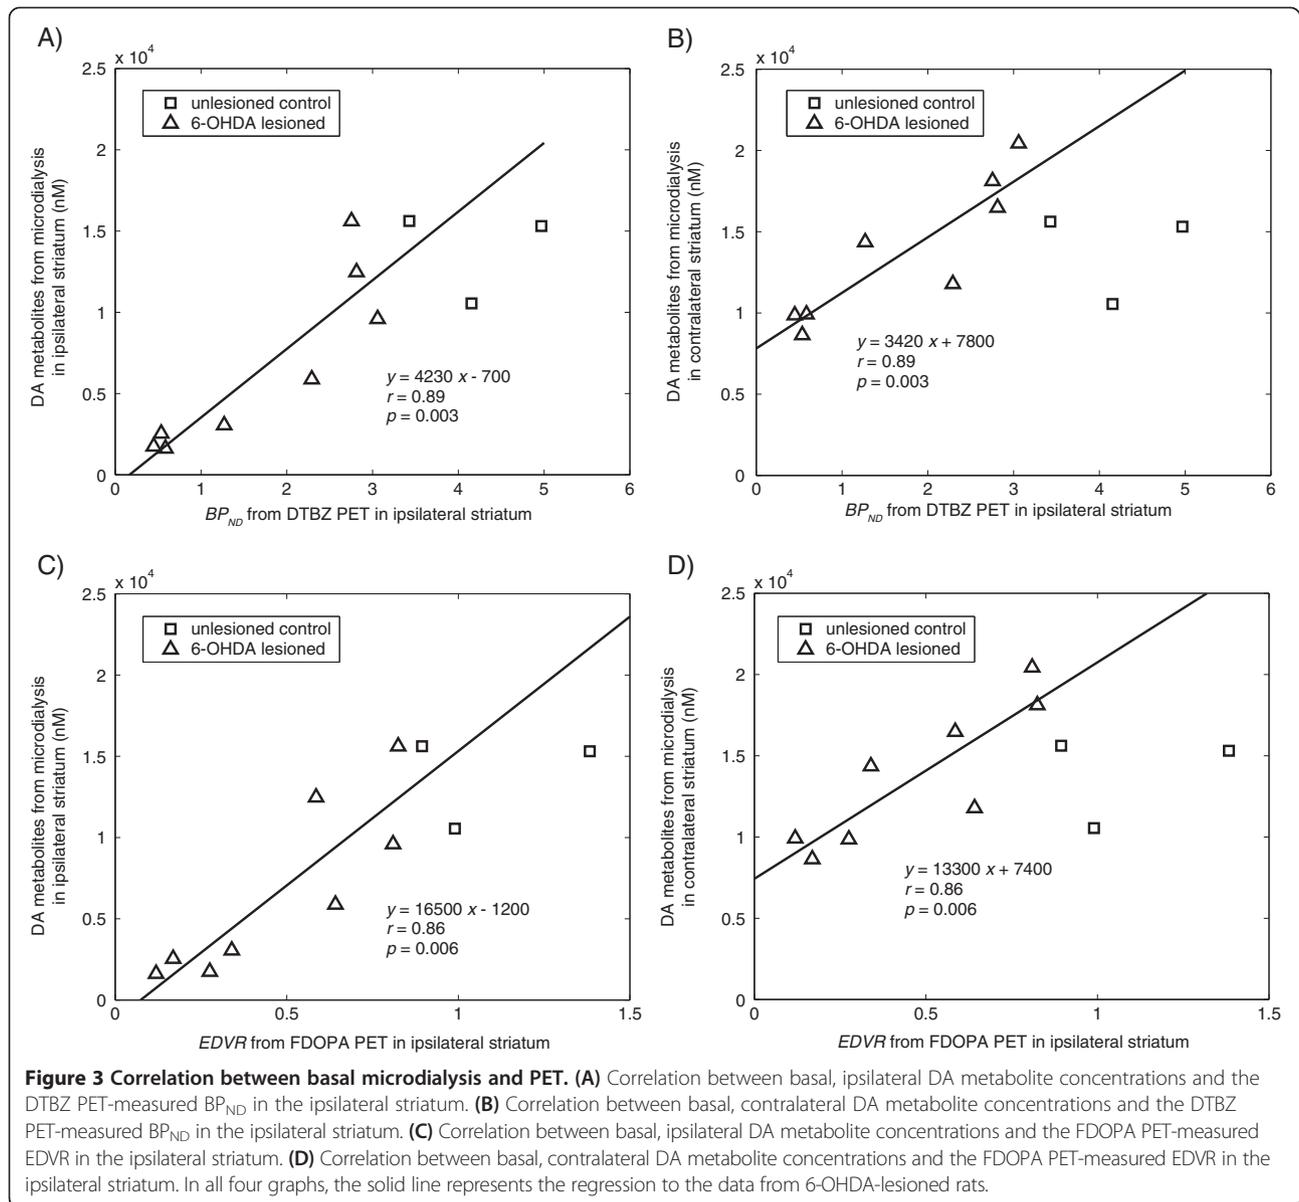 A)
x 10⁴
2.5
2
1.5
1
0.5
0
unlesioned control
6-OHDA lesioned
DA metabolites from microdialysis
in ipsilateral striatum (nM)
y = 4230 x - 700
r = 0.89
p = 0.003
0 1 2 3 4 5 6
BP_ND from DTBZ PET in ipsilateral striatum
B)
x 10⁴
2.5
2
1.5
1
0.5
0
unlesioned control
6-OHDA lesioned
DA metabolites from microdialysis
in contralateral striatum (nM)
y = 3420 x + 7800
r = 0.89
p = 0.003
0 1 2 3 4 5 6
BP_ND from DTBZ PET in ipsilateral striatum
C)
x 10⁴
2.5
2
1.5
1
0.5
0
unlesioned control
6-OHDA lesioned
DA metabolites from microdialysis
in ipsilateral striatum (nM)
y = 16500 x - 1200
r = 0.86
p = 0.006
0 0.5 1 1.5
EDVR from FDOPA PET in ipsilateral striatum
D)
x 10⁴
2.5
2
1.5
1
0.5
0
unlesioned control
6-OHDA lesioned
DA metabolites from microdialysis
in contralateral striatum (nM)
y = 13300 x + 7400
r = 0.86
p = 0.006
0 0.5 1 1.5
EDVR from FDOPA PET in ipsilateral striatum
Figure 3 Correlation between basal microdialysis and PET. (A) Correlation between basal, ipsilateral DA metabolite concentrations and the
DTBZ PET-measured BP_ND in the ipsilateral striatum. (B) Correlation between basal, contralateral DA metabolite concentrations and the DTBZ
PET-measured BP_ND in the ipsilateral striatum. (C) Correlation between basal, ipsilateral DA metabolite concentrations and the FDOPA PET-measured
EDVR in the ipsilateral striatum. (D) Correlation between basal, contralateral DA metabolite concentrations and the FDOPA PET-measured EDVR in the
ipsilateral striatum. In all four graphs, the solid line represents the regression to the data from 6-OHDA-lesioned rats.